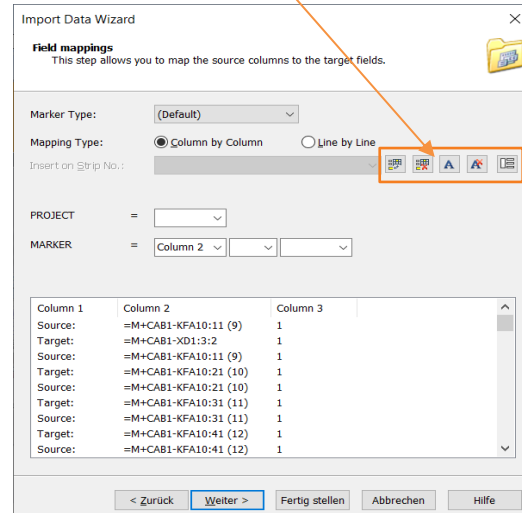 Import Data Wizard
Field mappings
This step allows you to map the source columns to the target fields.
Marker Type: (Default)
Mapping Type: Column by Column Line by Line
Insert on Strip No.:
A A
PROJECT =
MARKER = Column 2
Column 1 Column 2 Column 3
Source: =M+CAB1-KFA10:11 (9) 1
Target: =M+CAB1-XD1:3:2 1
Source: =M+CAB1-KFA10:11 (9) 1
Target: =M+CAB1-KFA10:21 (10) 1
Source: =M+CAB1-KFA10:21 (10) 1
Target: =M+CAB1-KFA10:31 (11) 1
Source: =M+CAB1-KFA10:31 (11) 1
Target: =M+CAB1-KFA10:41 (12) 1
Source: =M+CAB1-KFA10:41 (12) 1
< Zurück Weiter > Fertig stellen Abbrechen Hilfe